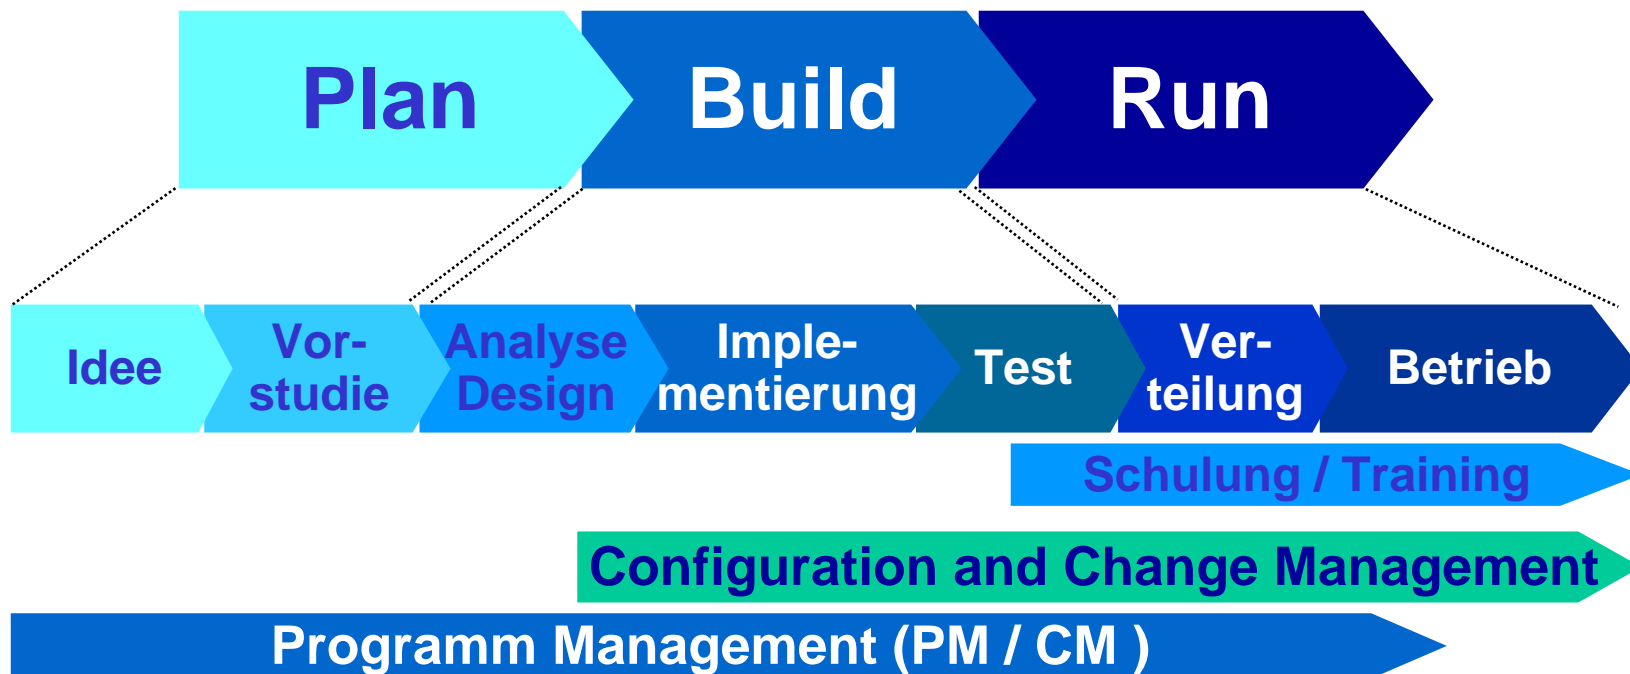 Plan
Build
Run
Idee
Vor-
studie
Analyse
Design
Imple-
mentierung
Test
Ver-
teilung
Betrieb
Schulung / Training
Configuration and Change Management
Programm Management (PM / CM )